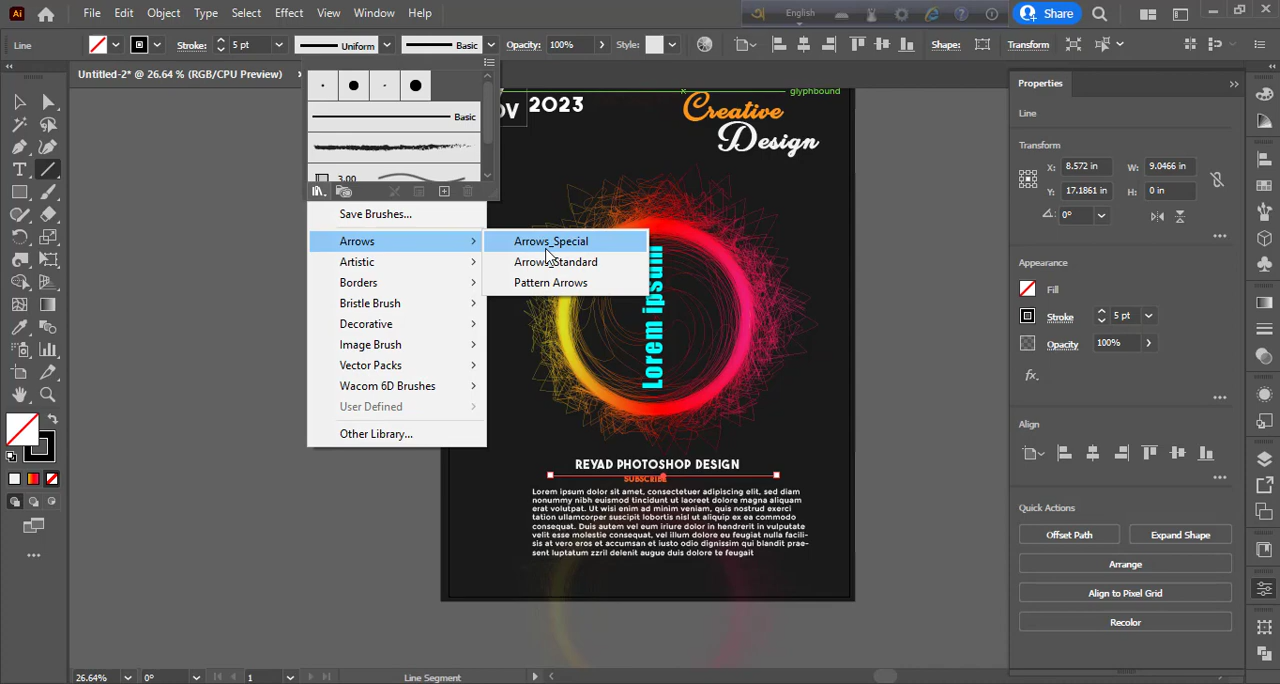 Ai File Edit Object Type Select Effect View Window Help English Share
Line Stroke: 5 pt Uniform Basic Opacity: 100% Style: Shape: Transform
Untitled-2* @ 26.64 % (RGB/CPU Preview)
Basic
3.00
Save Brushes...
Arrows
Artistic
Borders
Bristle Brush
Decorative
Image Brush
Vector Packs
Wacom 6D Brushes
User Defined
Other Library...
Arrows_Special
Arrows_Standard
Pattern Arrows
glyphbound
OV 2023
Creative
Design
Lorem ipsum
REYAD PHOTOSHOP DESIGN
SUBSCRIBE
Lorem ipsum dolor sit amet, consectetuer adipiscing elit, sed diam
nonummy nibh euismod tincidunt ut laoreet dolore magna aliquam
erat volutpat. Ut wisi enim ad minim veniam, quis nostrud exerci
tation ullamcorper suscipit lobortis nisl ut aliquip ex ea commodo
consequat. Duis autem vel eum iriure dolor in hendrerit in vulputate
velit esse molestie consequat, vel illum dolore eu feugiat nulla facili-
sis at vero eros et accumsan et iusto odio dignissim qui blandit prae-
sent luptatum zzril delenit augue duis dolore te feugait
Properties
Line
Transform
X: 8.572 in W: 9.0466 in
Y: 17.1861 in H: 0 in
0°
Appearance
Fill
Stroke 5 pt
Opacity 100%
fx.
Align
Quick Actions
Offset Path Expand Shape
Arrange
Align to Pixel Grid
Recolor
26.64% 0° 1 Line Segment